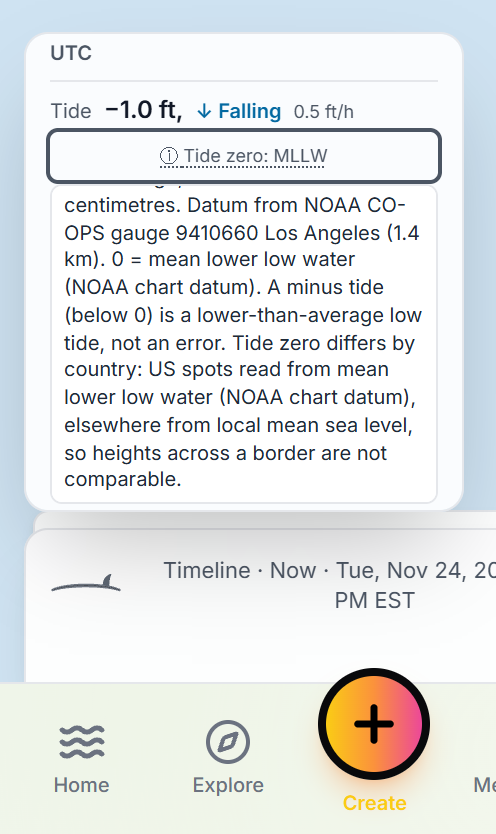 UTC
Tide −1.0 ft, ↓ Falling 0.5 ft/h
ⓘ Tide zero: MLLW
centimetres. Datum from NOAA CO-
OPS gauge 9410660 Los Angeles (1.4
km). 0 = mean lower low water
(NOAA chart datum). A minus tide
(below 0) is a lower-than-average low
tide, not an error. Tide zero differs by
country: US spots read from mean
lower low water (NOAA chart datum),
elsewhere from local mean sea level,
so heights across a border are not
comparable.
Timeline · Now · Tue, Nov 24, 20
PM EST
Home
Explore
Create
Me